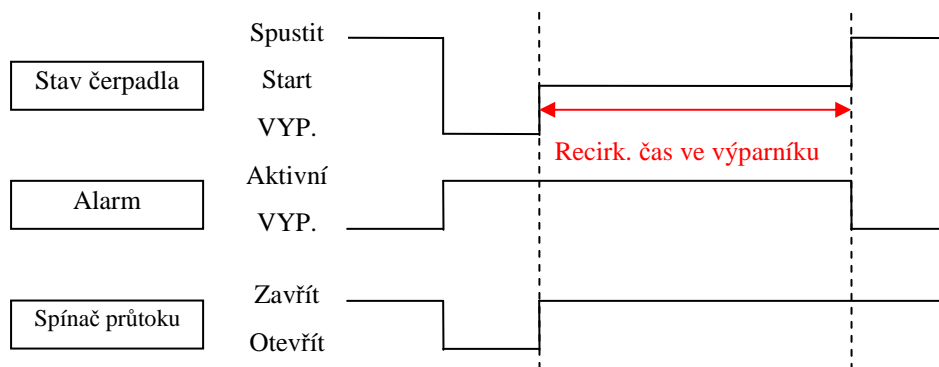 Spustit
Stav čerpadla
Start
VYP.
Recirk. čas ve výparníku
Aktivní
Alarm
VYP.
Zavřít
Spínač průtoku
Otevřít